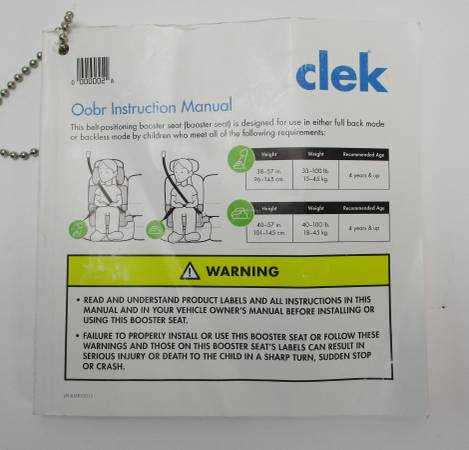 clek
0 000002 8
Oobr Instruction Manual
This belt-positioning booster seat (booster seat) is designed for use in either full back mode
or backless mode by children who meet all of the following requirements:
Height Weight Recommended Age
38–57 in. 33–100 lb. 4 years & up
96–145 cm. 15–45 kg.
Height Weight Recommended Age
40–57 in. 40–100 lb. 4 years & up
101–145 cm. 18–45 kg.
WARNING
• READ AND UNDERSTAND PRODUCT LABELS AND ALL INSTRUCTIONS IN THIS
MANUAL AND IN YOUR VEHICLE OWNER'S MANUAL BEFORE INSTALLING OR
USING THIS BOOSTER SEAT.
• FAILURE TO PROPERLY INSTALL OR USE THIS BOOSTER SEAT OR FOLLOW THESE
WARNINGS AND THOSE ON THIS BOOSTER SEAT'S LABELS CAN RESULT IN
SERIOUS INJURY OR DEATH TO THE CHILD IN A SHARP TURN, SUDDEN STOP
OR CRASH.